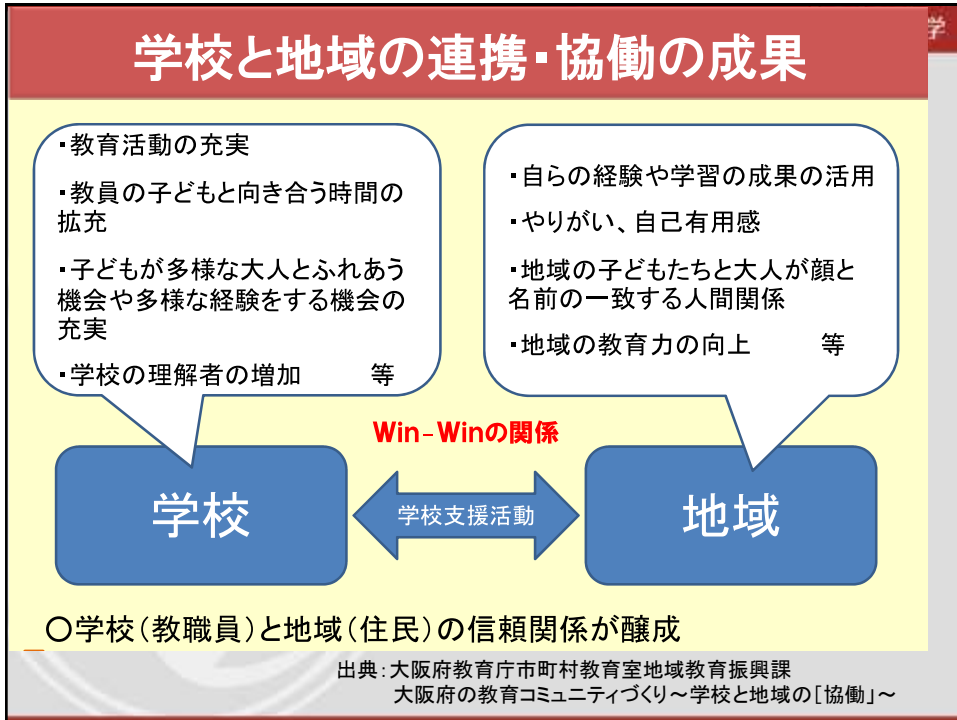 学校と地域の連携・協働の成果
学
・教育活動の充実
・教員の子どもと向き合う時間の
拡充
・子どもが多様な大人とふれあう
機会や多様な経験をする機会の
充実
・学校の理解者の増加　　等
・自らの経験や学習の成果の活用
・やりがい、自己有用感
・地域の子どもたちと大人が顔と
名前の一致する人間関係
・地域の教育力の向上　　等
Win-Winの関係
学校
学校支援活動
地域
○学校（教職員）と地域（住民）の信頼関係が醸成
出典：大阪府教育庁市町村教育室地域教育振興課
大阪府の教育コミュニティづくり～学校と地域の［協働］～